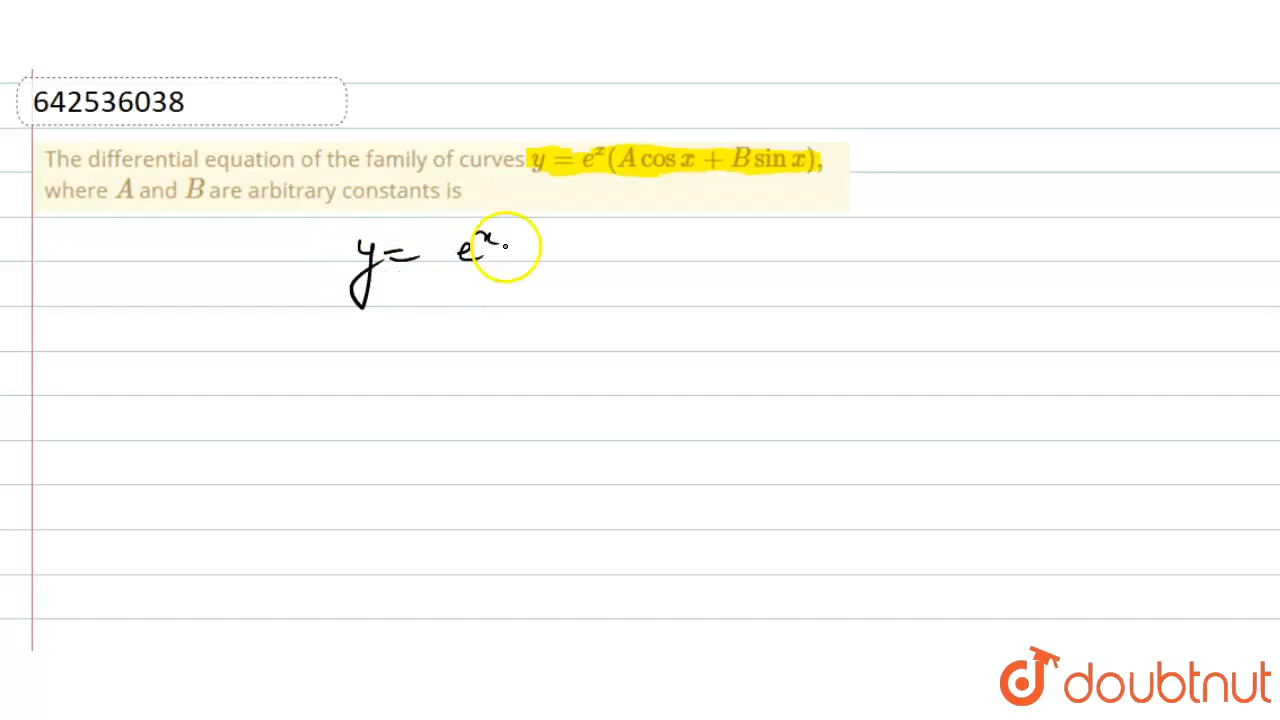 642536038
The differential equation of the family of curves y = e^x (A cos x + B sin x),
where A and B are arbitrary constants is
y = e^x
doubtnut